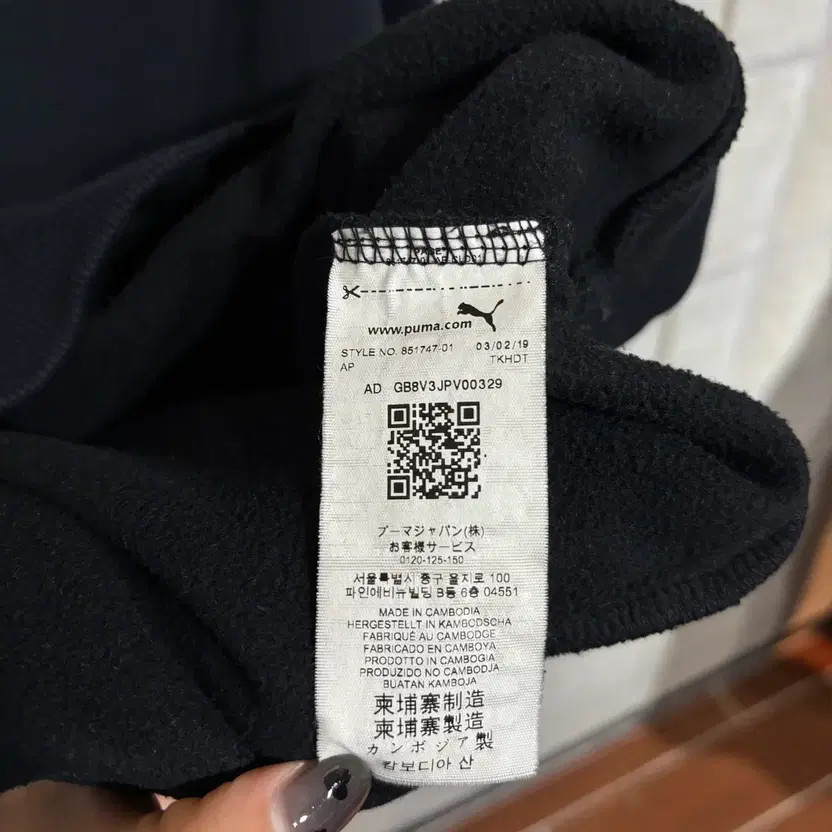 www.puma.com
STYLE NO. 851747-01 03/02/19
AP TKHDT
AD GB8V3JPV00329
プーマジャパン(株)
お客様サービス
0120-125-150
서울특별시 중구 을지로 100
파인에비뉴빌딩 B동 6층 04551
MADE IN CAMBODIA
HERGESTELLT IN KAMBODSCHA
FABRIQUÉ AU CAMBODGE
FABRICADO EN CAMBOYA
PRODOTTO IN CAMBOGIA
PRODUZIDO NO CAMBODJA
BUATAN KAMBOJA
柬埔寨制造
柬埔寨製造
カンボジア製
캄보디아 산